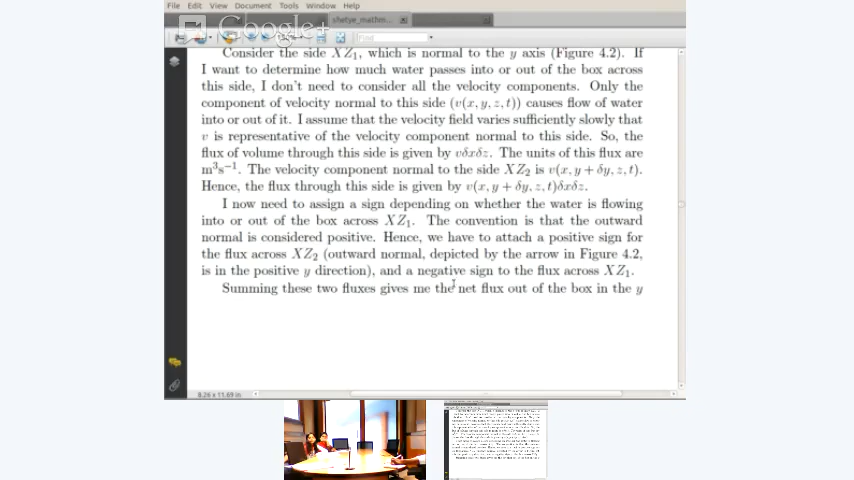 File Edit View Document Tools Window Help
Google+
shetye_mathm...
Find
Consider the side XZ₁, which is normal to the y axis (Figure 4.2). If
I want to determine how much water passes into or out of the box across
this side, I don't need to consider all the velocity components. Only the
component of velocity normal to this side (v(x, y, z, t)) causes flow of water
into or out of it. I assume that the velocity field varies sufficiently slowly that
v is representative of the velocity component normal to this side. So, the
flux of volume through this side is given by vδxδz. The units of this flux are
m³s⁻¹. The velocity component normal to the side XZ₂ is v(x, y + δy, z, t).
Hence, the flux through this side is given by v(x, y + δy, z, t)δxδz.
I now need to assign a sign depending on whether the water is flowing
into or out of the box across XZ₁. The convention is that the outward
normal is considered positive. Hence, we have to attach a positive sign for
the flux across XZ₂ (outward normal, depicted by the arrow in Figure 4.2,
is in the positive y direction), and a negative sign to the flux across XZ₁.
Summing these two fluxes gives me the net flux out of the box in the y
8.26 x 11.69 in